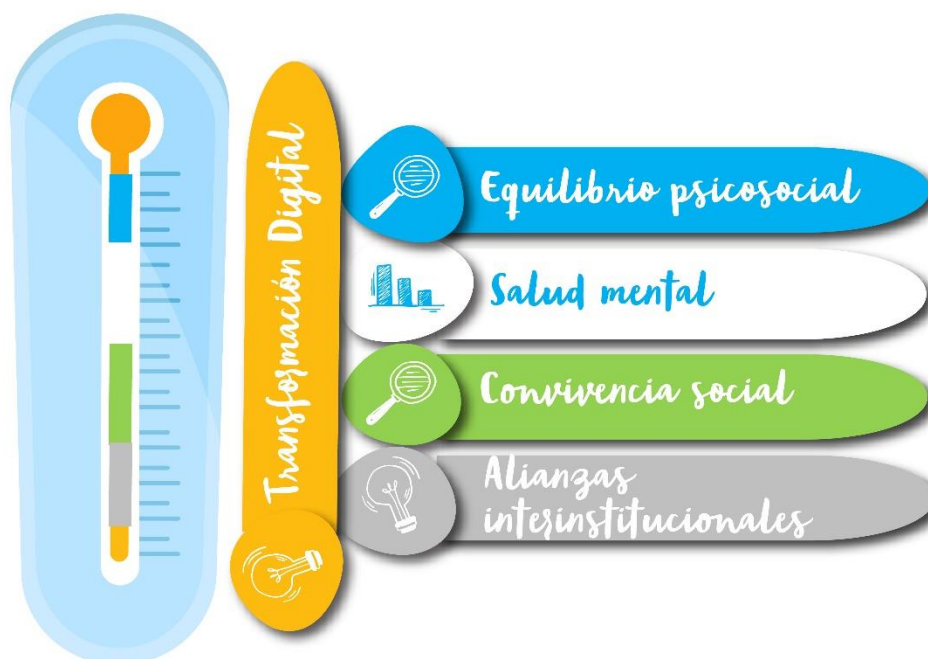 Transformación Digital
Equilibrio psicosocial
Salud mental
Convivencia social
Alianzas
interinstitucionales